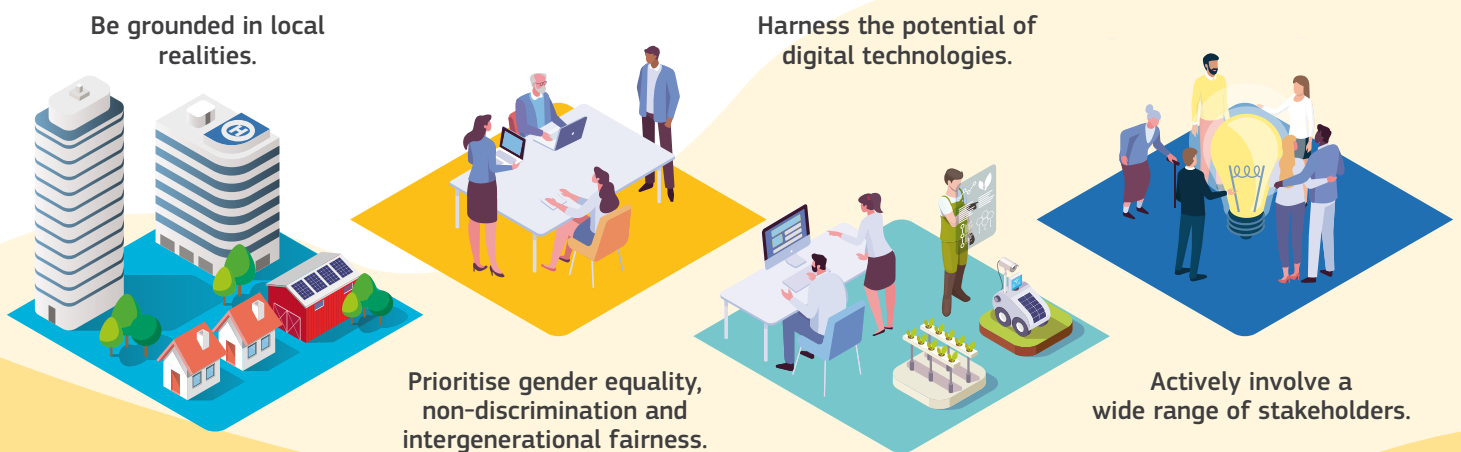 Be grounded in local
realities.
Prioritise gender equality,
non-discrimination and
intergenerational fairness.
Harness the potential of
digital technologies.
Actively involve a
wide range of stakeholders.
H